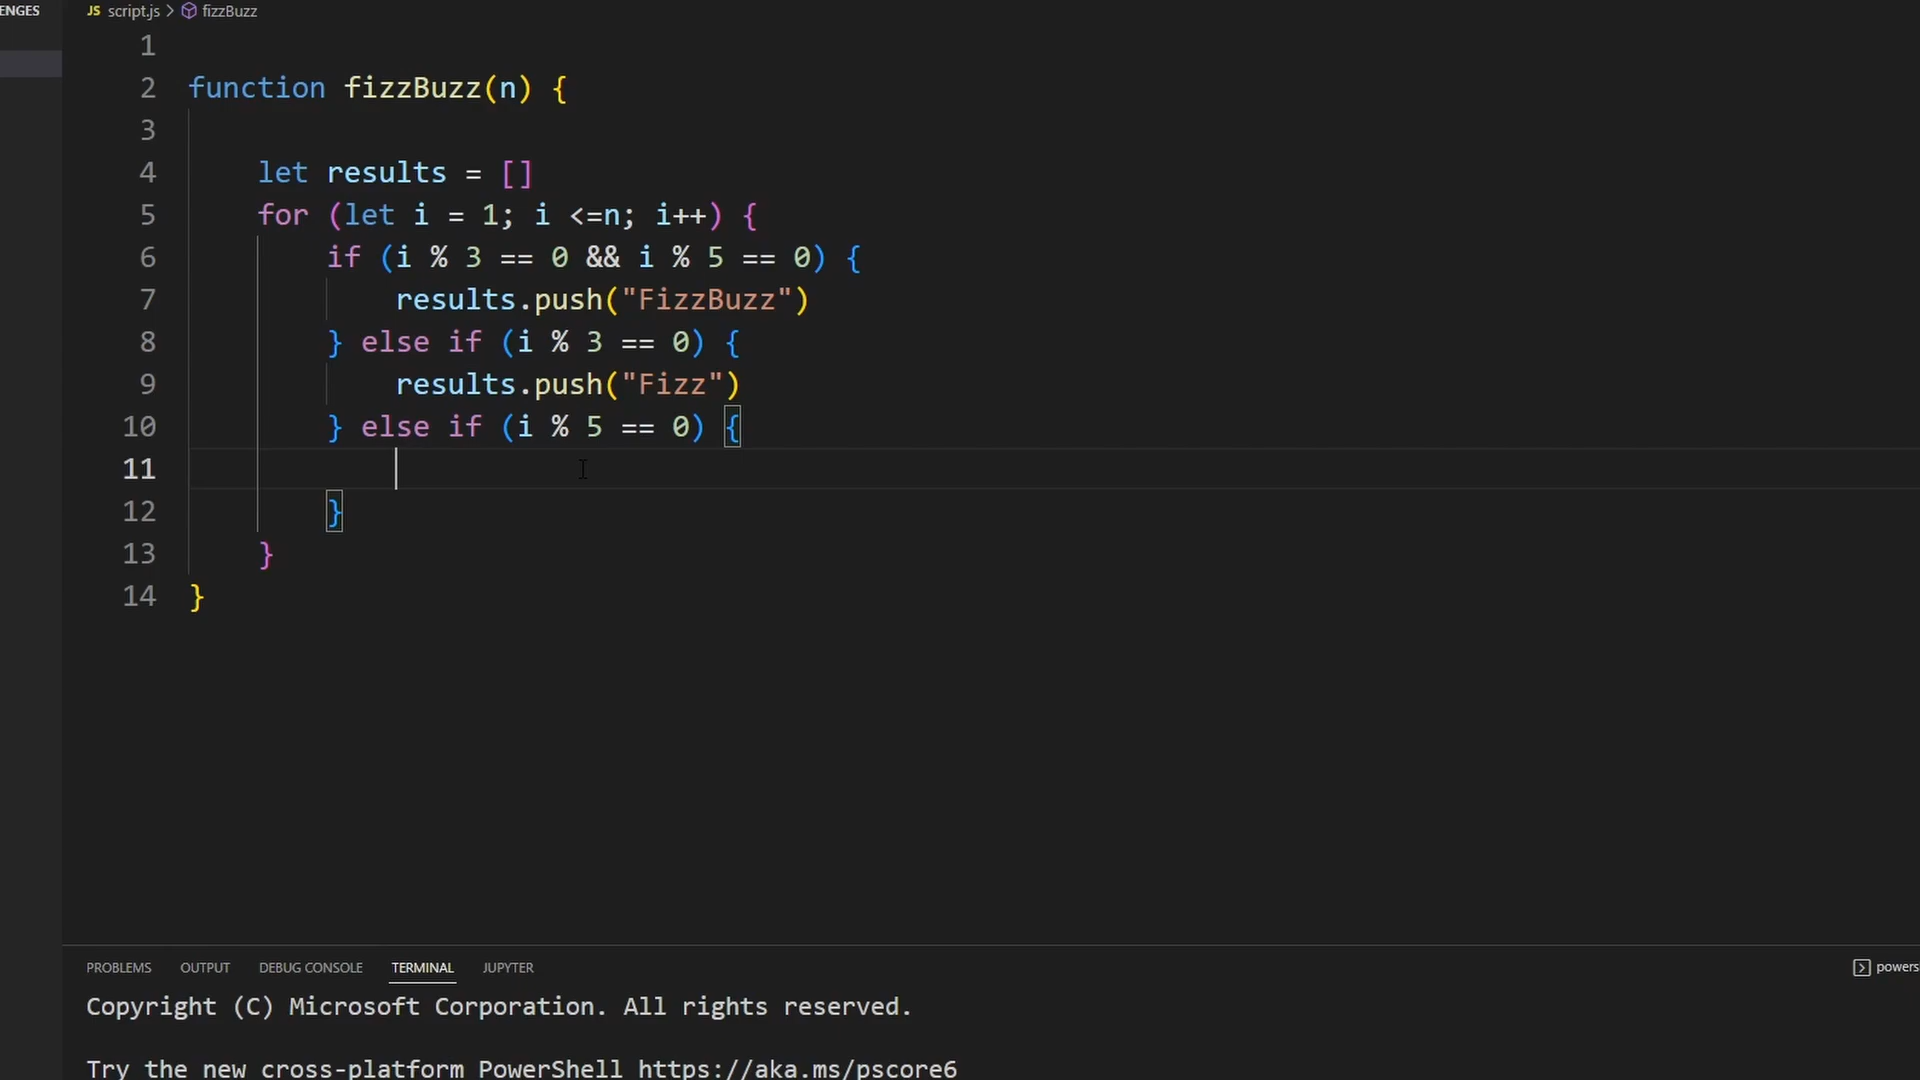 ENGES
JS script.js > fizzBuzz
1
2 function fizzBuzz(n) {
3
4 let results = []
5 for (let i = 1; i <=n; i++) {
6 if (i % 3 == 0 && i % 5 == 0) {
7 results.push("FizzBuzz")
8 } else if (i % 3 == 0) {
9 results.push("Fizz")
10 } else if (i % 5 == 0) {
11
12 }
13 }
14 }
PROBLEMS OUTPUT DEBUG CONSOLE TERMINAL JUPYTER powers
Copyright (C) Microsoft Corporation. All rights reserved.
Try the new cross-platform PowerShell https://aka.ms/pscore6